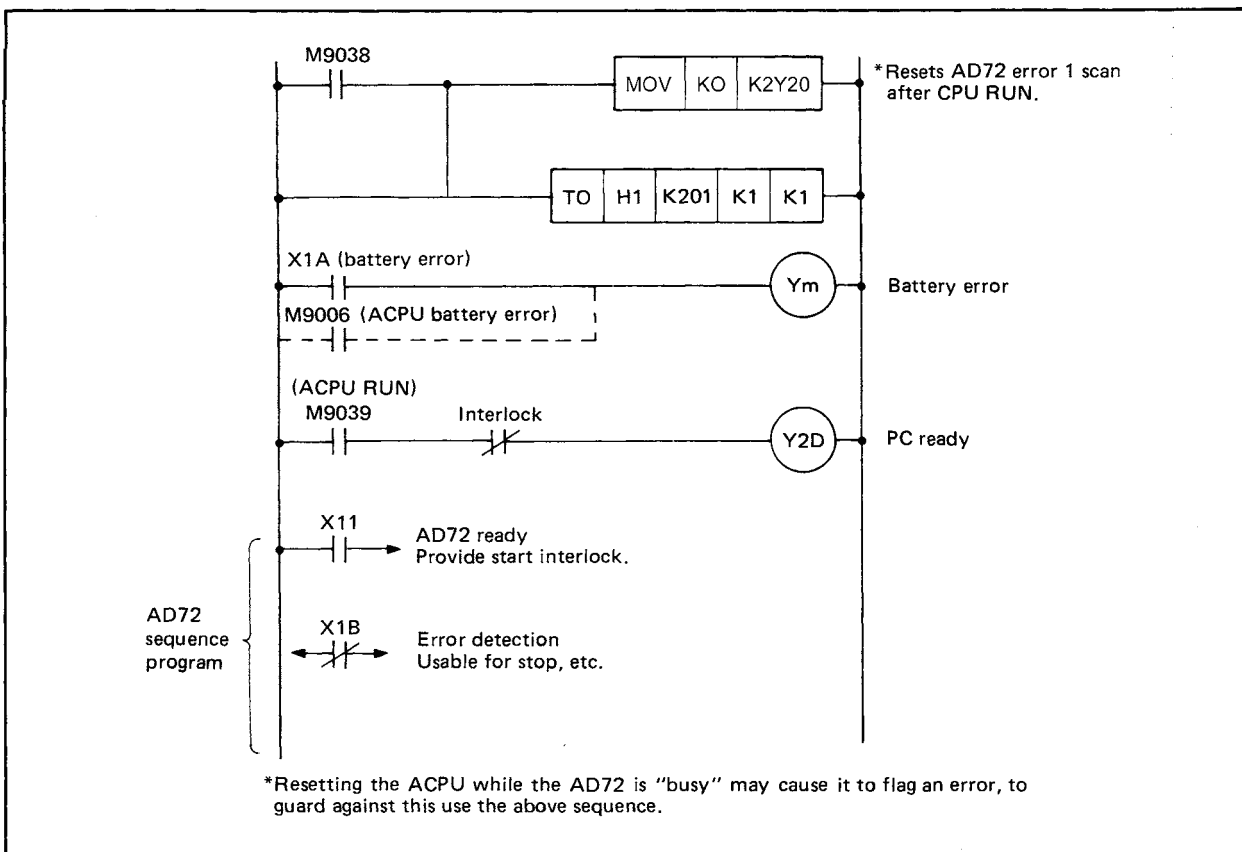 M9038
MOV KO K2Y20
*Resets AD72 error 1 scan
after CPU RUN.
TO H1 K201 K1 K1
X1A (battery error)
Ym
Battery error
M9006 (ACPU battery error)
(ACPU RUN)
M9039
Interlock
Y2D
PC ready
X11
AD72 ready
Provide start interlock.
AD72
sequence
program
X1B
Error detection
Usable for stop, etc.
*Resetting the ACPU while the AD72 is "busy" may cause it to flag an error, to
guard against this use the above sequence.